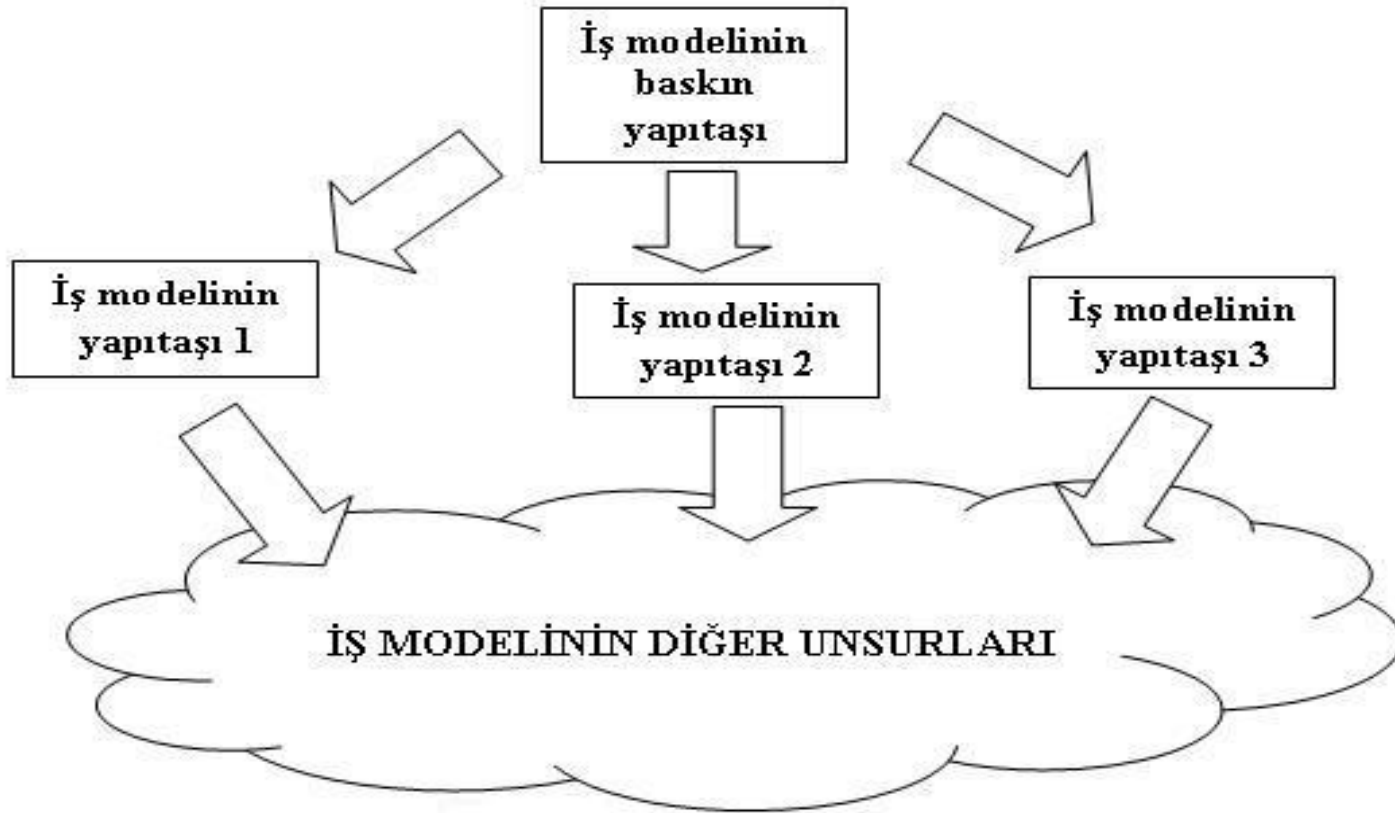 İş modelinin
baskın
yapıtaşı
İş modelinin
yapıtaşı 1
İş modelinin
yapıtaşı 2
İş modelinin
yapıtaşı 3
İŞ MODELİNİN DİĞER UNSURLARI